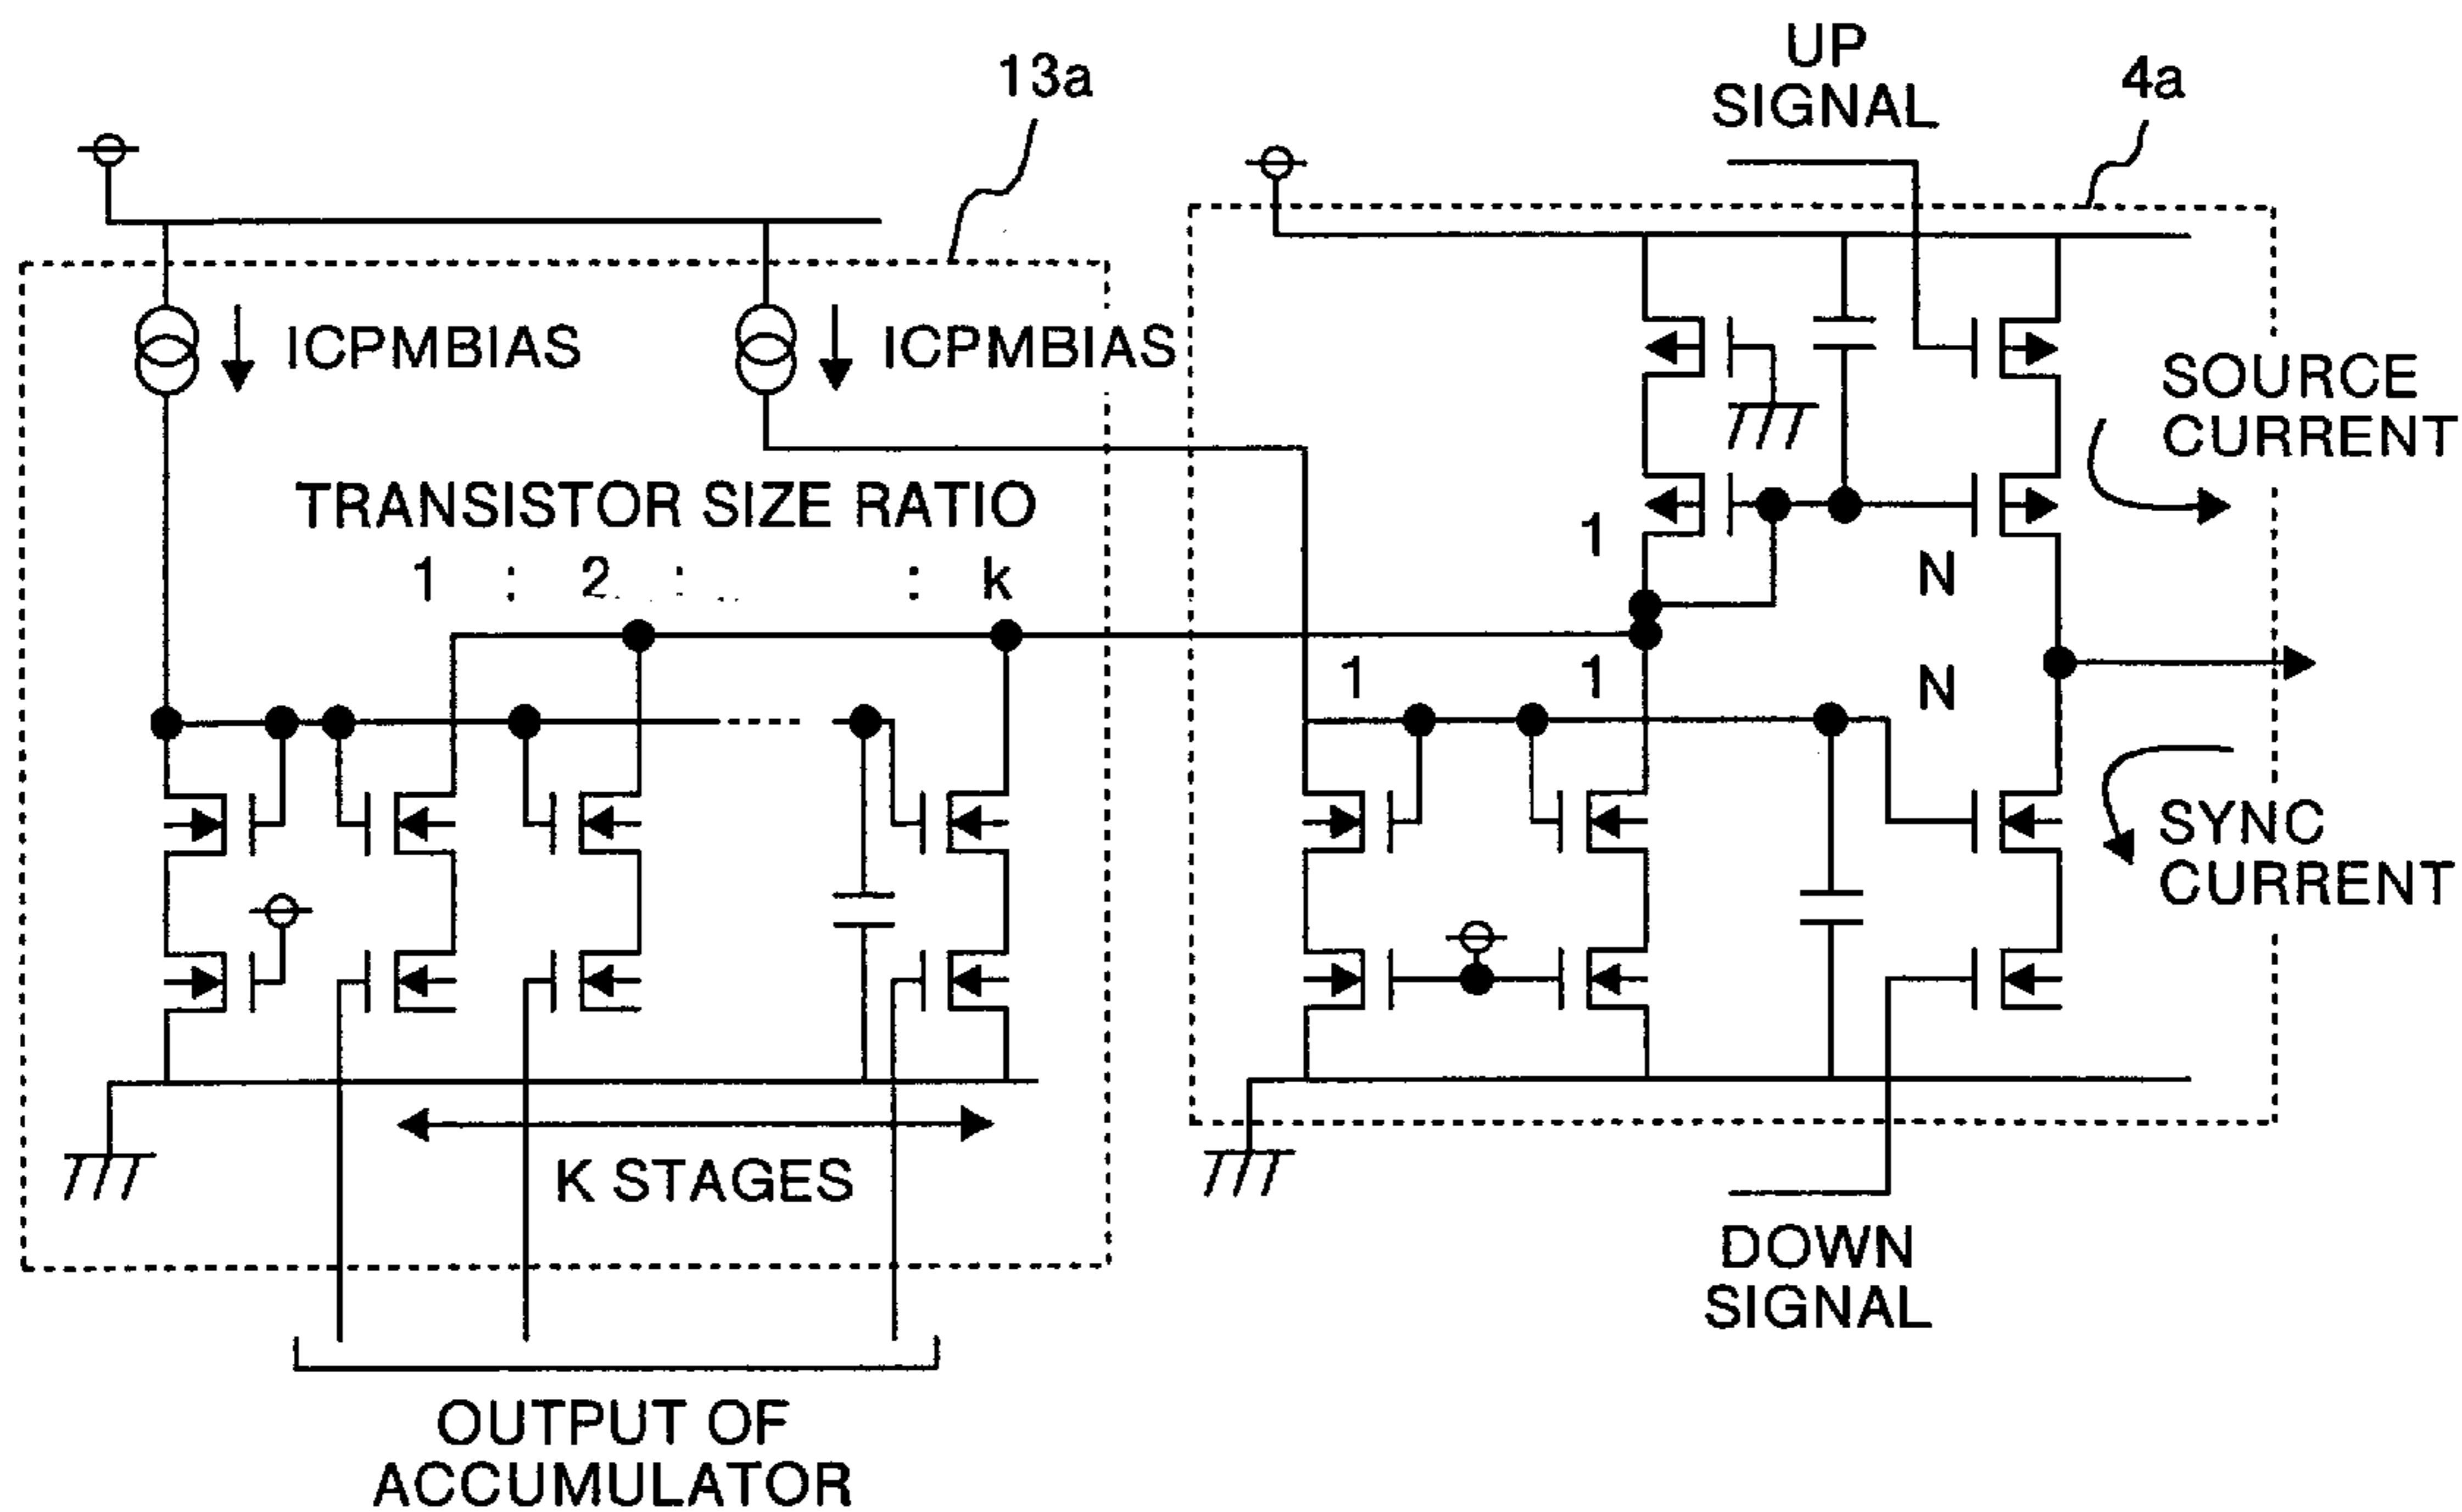 13a
UP
SIGNAL
4a
ICPMBIAS
ICPMBIAS
SOURCE
CURRENT
TRANSISTOR SIZE RATIO
1 : 2 : : k
1
N
1
1
N
SYNC
CURRENT
K STAGES
DOWN
SIGNAL
OUTPUT OF
ACCUMULATOR